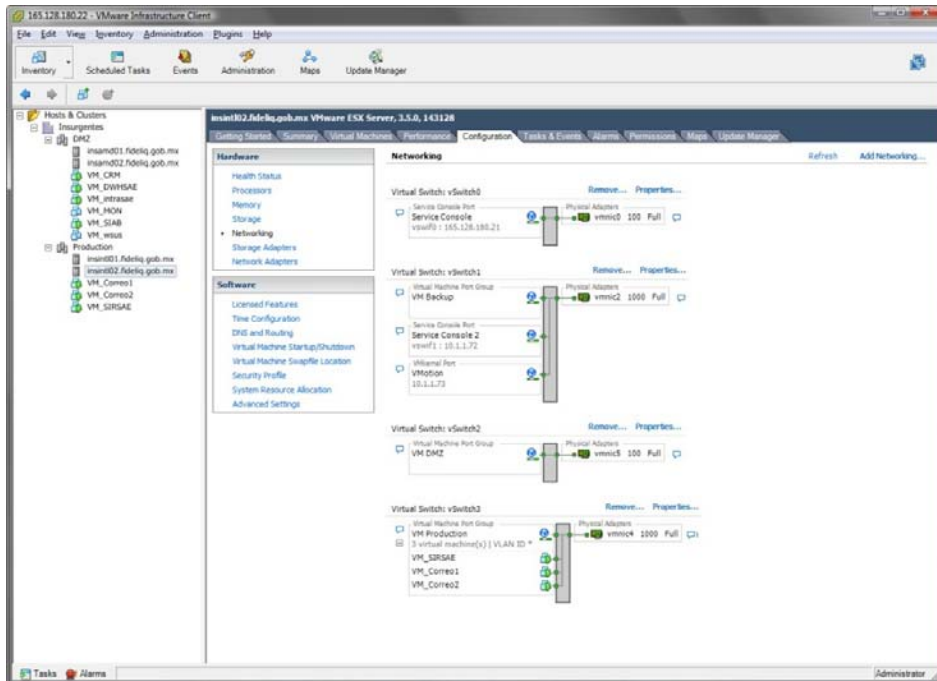 165.128.180.22 - VMware Infrastructure Client
File Edit View Inventory Administration Plugins Help
Inventory Scheduled Tasks Events Administration Maps Update Manager
Hosts & Clusters
Insurgentes
DMZ
insamd01.fideliq.gob.mx
insamd02.fideliq.gob.mx
VM_CRM
VM_DWHSAE
VM_intrasae
VM_MON
VM_SIAB
VM_wsus
Production
insintl01.fideliq.gob.mx
insintl02.fideliq.gob.mx
VM_Correo1
VM_Correo2
VM_SIRSAE
insintl02.fideliq.gob.mx VMware ESX Server, 3.5.0, 143128
Getting Started Summary Virtual Machines Performance Configuration Tasks & Events Alarms Permissions Maps Update Manager
Hardware
Health Status
Processors
Memory
Storage
Networking
Storage Adapters
Network Adapters
Software
Licensed Features
Time Configuration
DNS and Routing
Virtual Machine Startup/Shutdown
Virtual Machine Swapfile Location
Security Profile
System Resource Allocation
Advanced Settings
Networking Refresh Add Networking...
Virtual Switch: vSwitch0 Remove... Properties...
Service Console Port Physical Adapters
Service Console vmnic0 100 Full
vswif0 : 165.128.180.21
Virtual Switch: vSwitch1 Remove... Properties...
Virtual Machine Port Group Physical Adapters
VM Backup vmnic2 1000 Full
Service Console Port
Service Console 2
vswif1 : 10.1.1.72
VMkernel Port
VMotion
10.1.1.73
Virtual Switch: vSwitch2 Remove... Properties...
Virtual Machine Port Group Physical Adapters
VM DMZ vmnic5 100 Full
Virtual Switch: vSwitch3 Remove... Properties...
Virtual Machine Port Group Physical Adapters
VM Production vmnic4 1000 Full
3 virtual machine(s) | VLAN ID *
VM_SIRSAE
VM_Correo1
VM_Correo2
Tasks Alarms Administrator